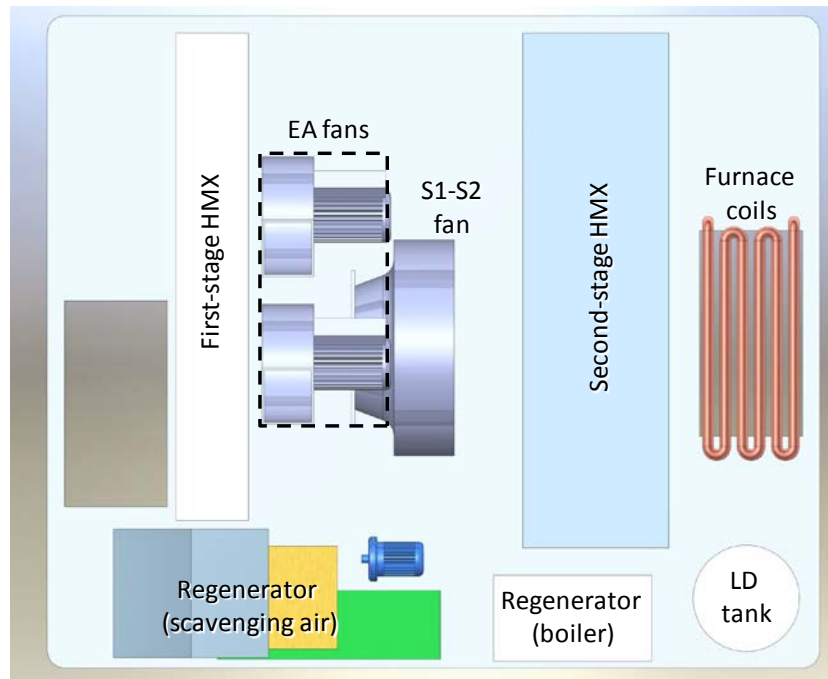 EA fans
S1-S2
fan
First-stage HMX
Second-stage HMX
Furnace
coils
Regenerator
(scavenging air)
Regenerator
(boiler)
LD
tank